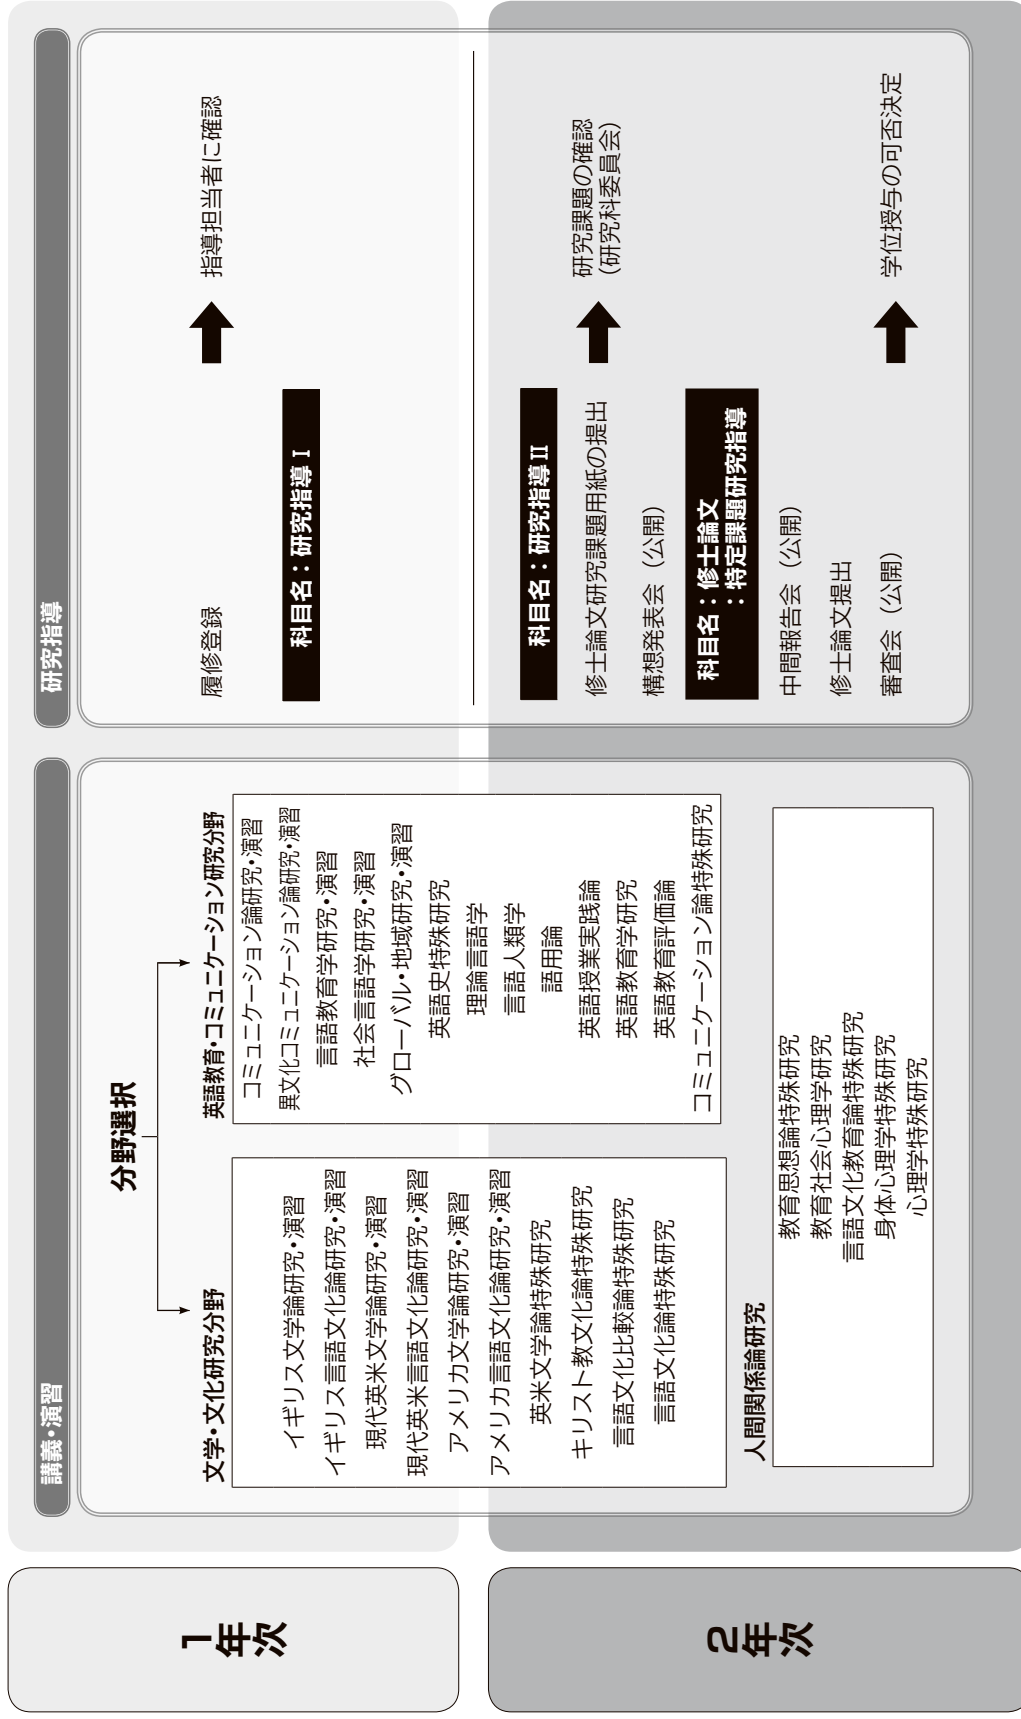 1年次
2年次
講義・演習
分野選択
文学・文化研究分野
イギリス文学論研究・演習
イギリス言語文化論研究・演習
現代英米文学論研究・演習
現代英米言語文化論研究・演習
アメリカ文学論研究・演習
アメリカ言語文化論研究・演習
英米文学論特殊研究
キリスト教文化論特殊研究
言語文化比較論特殊研究
言語文化論特殊研究
英語教育・コミュニケーション研究分野
コミュニケーション論研究・演習
異文化コミュニケーション論研究・演習
言語教育学研究・演習
社会言語学研究・演習
グローバル・地域研究・演習
英語史特殊研究
理論言語学
言語人類学
語用論
英語授業実践論
英語教育学研究
英語教育評価論
コミュニケーション論特殊研究
人間関係論研究
教育思想論特殊研究
教育社会心理学研究
言語文化教育論特殊研究
身体心理学特殊研究
心理学特殊研究
研究指導
履修登録
指導担当者に確認
科目名：研究指導Ⅰ
科目名：研究指導Ⅱ
修士論文研究課題用紙の提出
研究課題の確認
（研究科委員会）
構想発表会（公開）
科目名：修士論文
：特定課題研究指導
中間報告会（公開）
修士論文提出
審査会（公開）
学位授与の可否決定